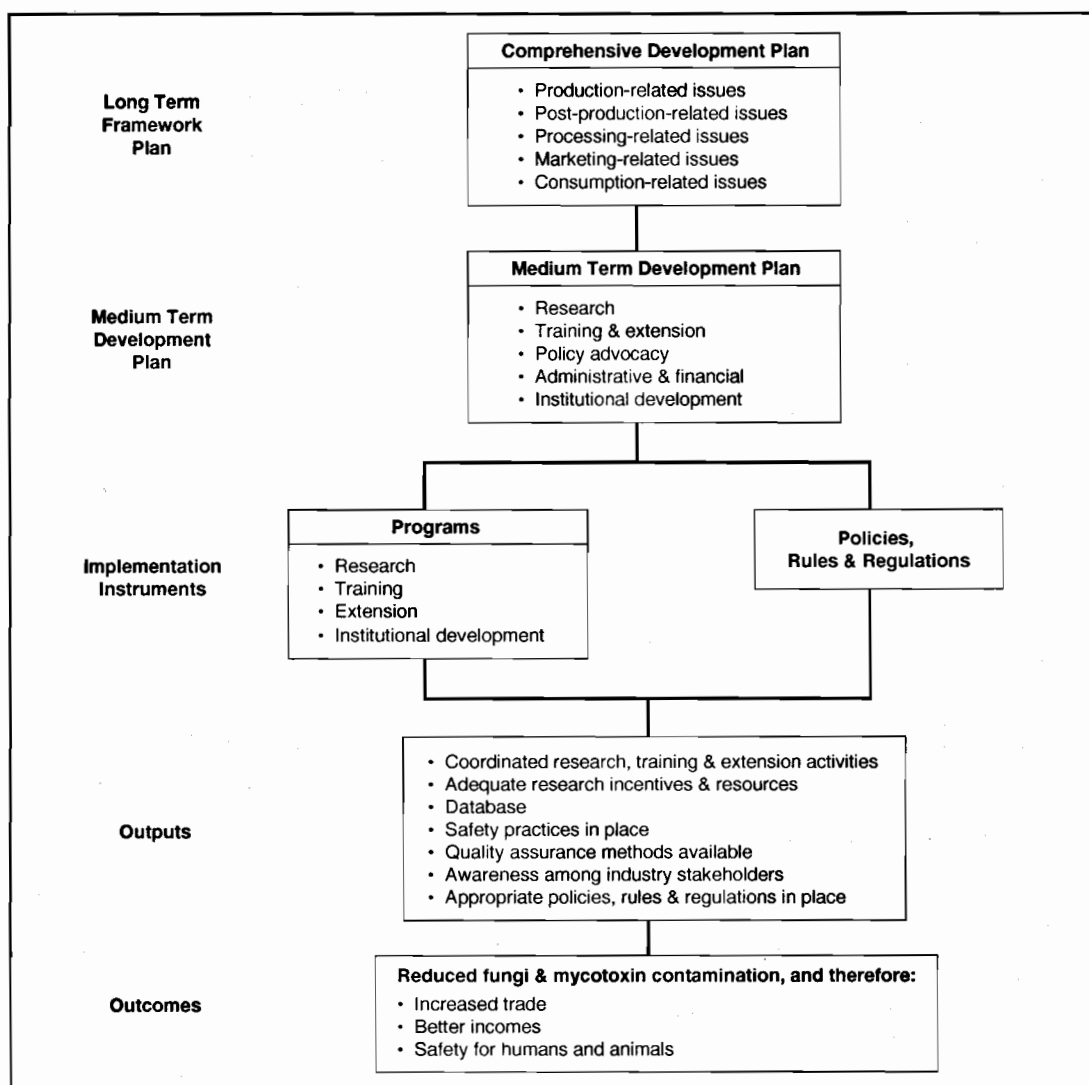 Long Term
Framework
Plan
Comprehensive Development Plan
• Production-related issues
• Post-production-related issues
• Processing-related issues
• Marketing-related issues
• Consumption-related issues
Medium Term
Development
Plan
Medium Term Development Plan
• Research
• Training & extension
• Policy advocacy
• Administrative & financial
• Institutional development
Implementation
Instruments
Programs
• Research
• Training
• Extension
• Institutional development
Policies,
Rules & Regulations
Outputs
• Coordinated research, training & extension activities
• Adequate research incentives & resources
• Database
• Safety practices in place
• Quality assurance methods available
• Awareness among industry stakeholders
• Appropriate policies, rules & regulations in place
Outcomes
Reduced fungi & mycotoxin contamination, and therefore:
• Increased trade
• Better incomes
• Safety for humans and animals